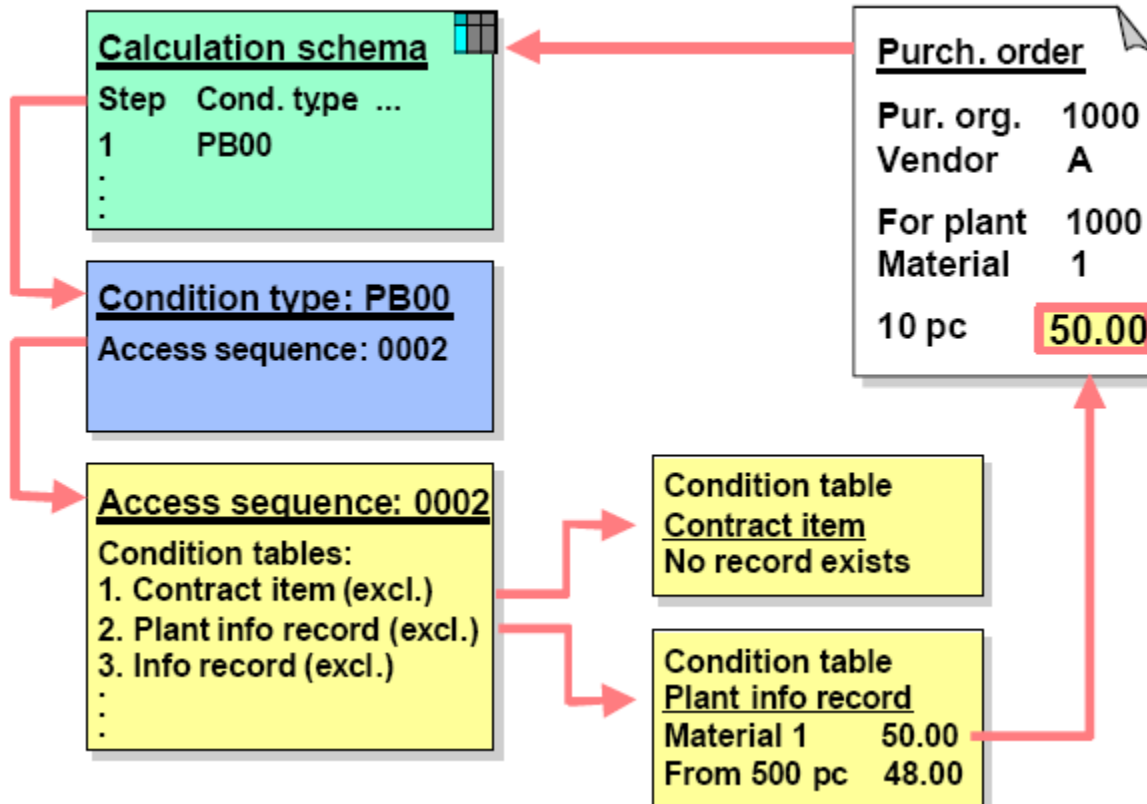 Calculation schema
Step Cond. type ...
1 PB00
.
:
Condition type: PB00
Access sequence: 0002
Access sequence: 0002
Condition tables:
1. Contract item (excl.)
2. Plant info record (excl.)
3. Info record (excl.)
.
:
Purch. order
Pur. org. 1000
Vendor A
For plant 1000
Material 1
10 pc 50.00
Condition table
Contract item
No record exists
Condition table
Plant info record
Material 1 50.00
From 500 pc 48.00